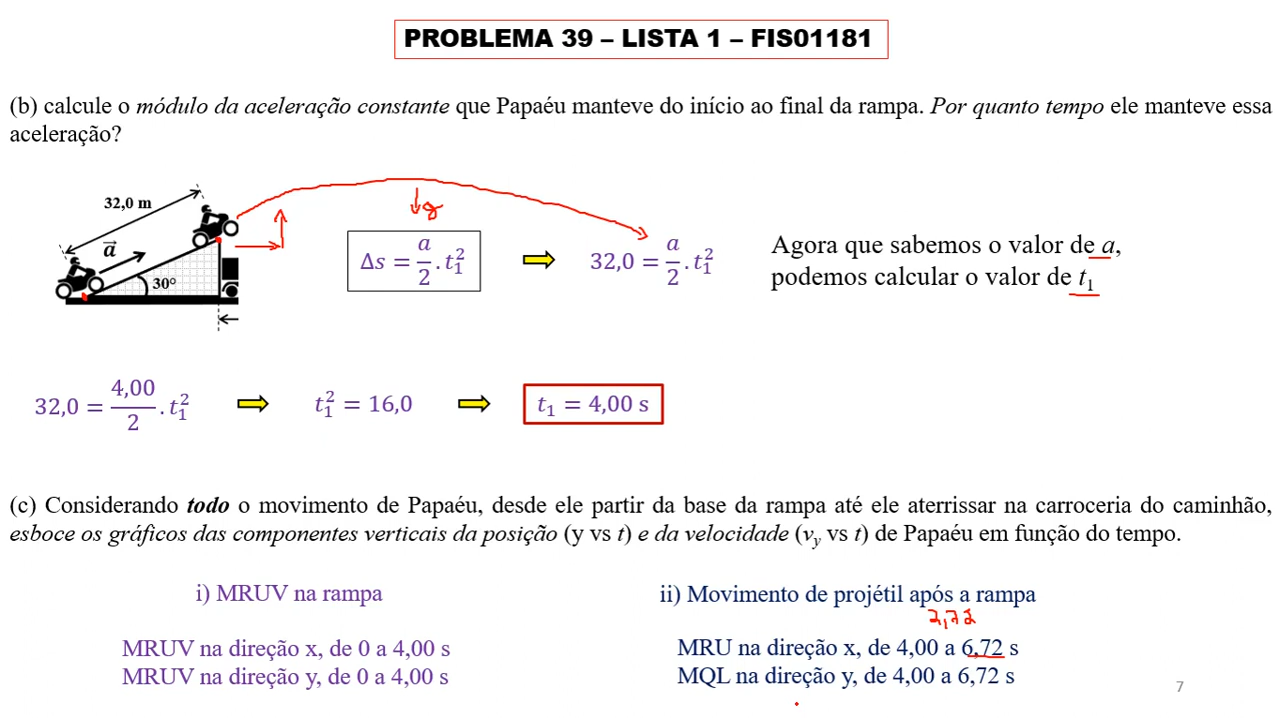 PROBLEMA 39 – LISTA 1 – FIS01181
(b) calcule o módulo da aceleração constante que Papaéu manteve do início ao final da rampa. Por quanto tempo ele manteve essa
aceleração?
32,0 m
a⃗
30°
g
Δs = a/2 . t₁²
32,0 = a/2 . t₁²
Agora que sabemos o valor de a,
podemos calcular o valor de t₁
32,0 = 4,00/2 . t₁²
t₁² = 16,0
t₁ = 4,00 s
(c) Considerando todo o movimento de Papaéu, desde ele partir da base da rampa até ele aterrissar na carroceria do caminhão,
esboce os gráficos das componentes verticais da posição (y vs t) e da velocidade (vy vs t) de Papaéu em função do tempo.
i) MRUV na rampa
MRUV na direção x, de 0 a 4,00 s
MRUV na direção y, de 0 a 4,00 s
ii) Movimento de projétil após a rampa
2,72
MRU na direção x, de 4,00 a 6,72 s
MQL na direção y, de 4,00 a 6,72 s
7